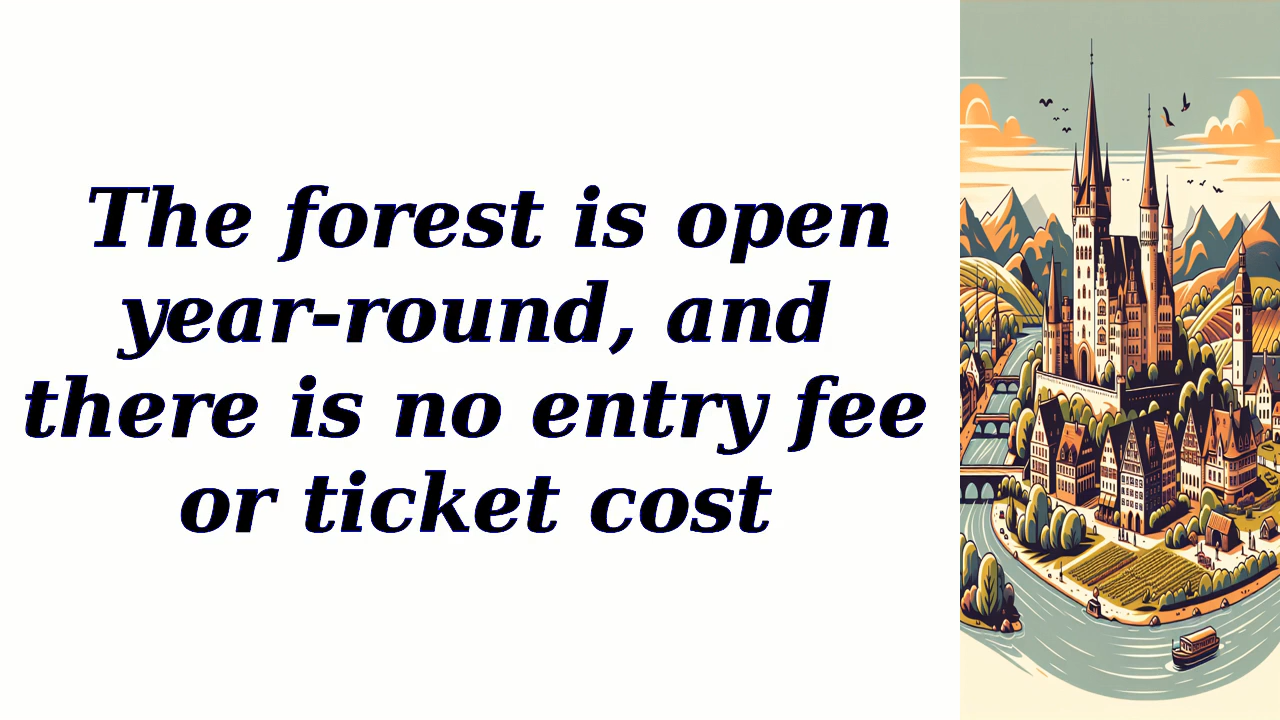 The forest is open
year-round, and
there is no entry fee
or ticket cost